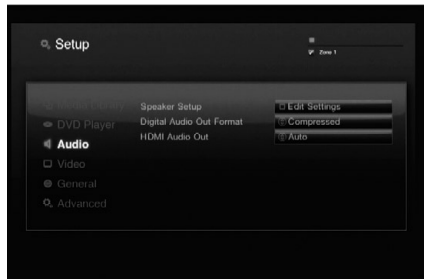 Setup
Zone 1
Speaker Setup Edit Settings
DVD Player Digital Audio Out Format Compressed
Audio HDMI Audio Out Auto
Video
General
Advanced